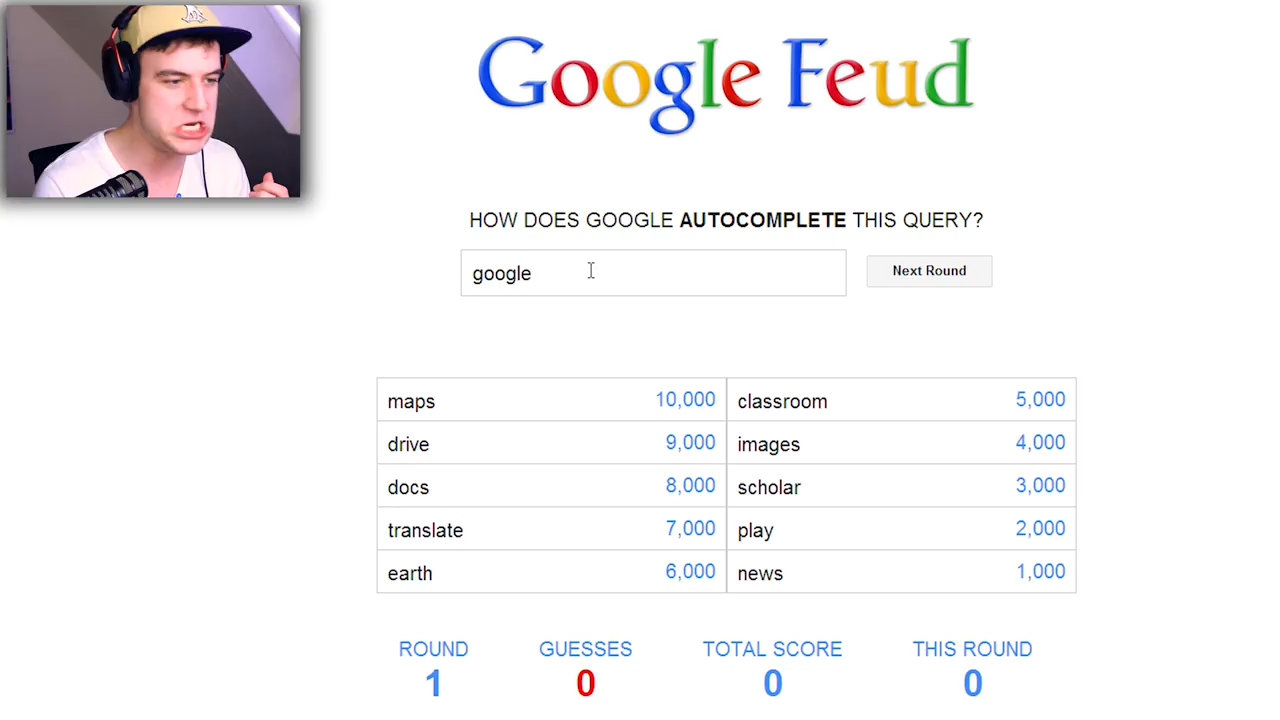 Google Feud
HOW DOES GOOGLE AUTOCOMPLETE THIS QUERY?
google
Next Round
maps 10,000 classroom 5,000
drive 9,000 images 4,000
docs 8,000 scholar 3,000
translate 7,000 play 2,000
earth 6,000 news 1,000
ROUND GUESSES TOTAL SCORE THIS ROUND
1 0 0 0